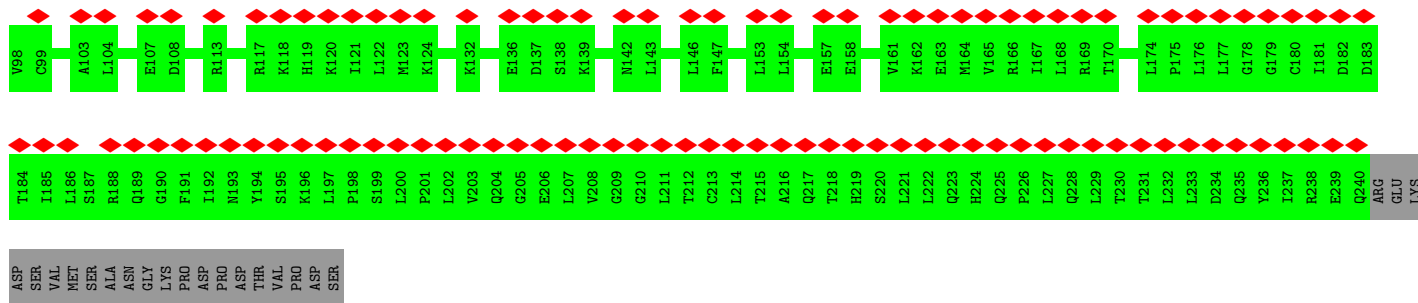 V98 C99 A103 L104 E107 D108 R113 R117 K118 H119 K120 I121 L122 M123 K124 K132 E136 D137 S138 K139 N142 L143 L146 F147 L153 L154 E157 E158 V161 K162 E163 M164 V165 R166 I167 L168 R169 T170 L174 P175 L176 L177 G178 G179 C180 I181 D182 D183
T184 I185 L186 S187 R188 Q189 G190 F191 I192 N193 Y194 S195 K196 L197 P198 S199 L200 P201 L202 V203 Q204 G205 E206 L207 V208 G209 G210 L211 T212 C213 L214 T215 A216 Q217 T218 H219 S220 L221 L222 Q223 H224 Q225 P226 L227 Q228 L229 T230 T231 L232 L233 D234 Q235 Y236 I237 R238 E239 Q240 ARG GLU LYS
ASP SER VAL MET SER ALA ASN GLY LYS PRO ASP PRO ASP THR VAL PRO ASP SER